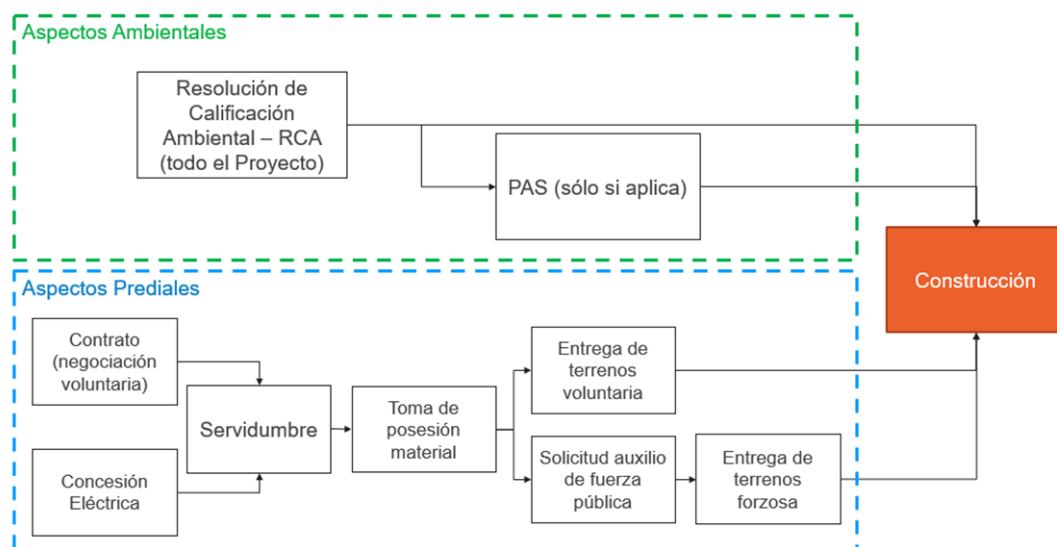 Aspectos Ambientales
Resolución de
Calificación
Ambiental – RCA
(todo el Proyecto)
PAS (sólo si aplica)
Construcción
Aspectos Prediales
Contrato
(negociación
voluntaria)
Concesión
Eléctrica
Servidumbre
Toma de
posesión
material
Entrega de
terrenos
voluntaria
Solicitud auxilio
de fuerza
pública
Entrega de
terrenos
forzosa